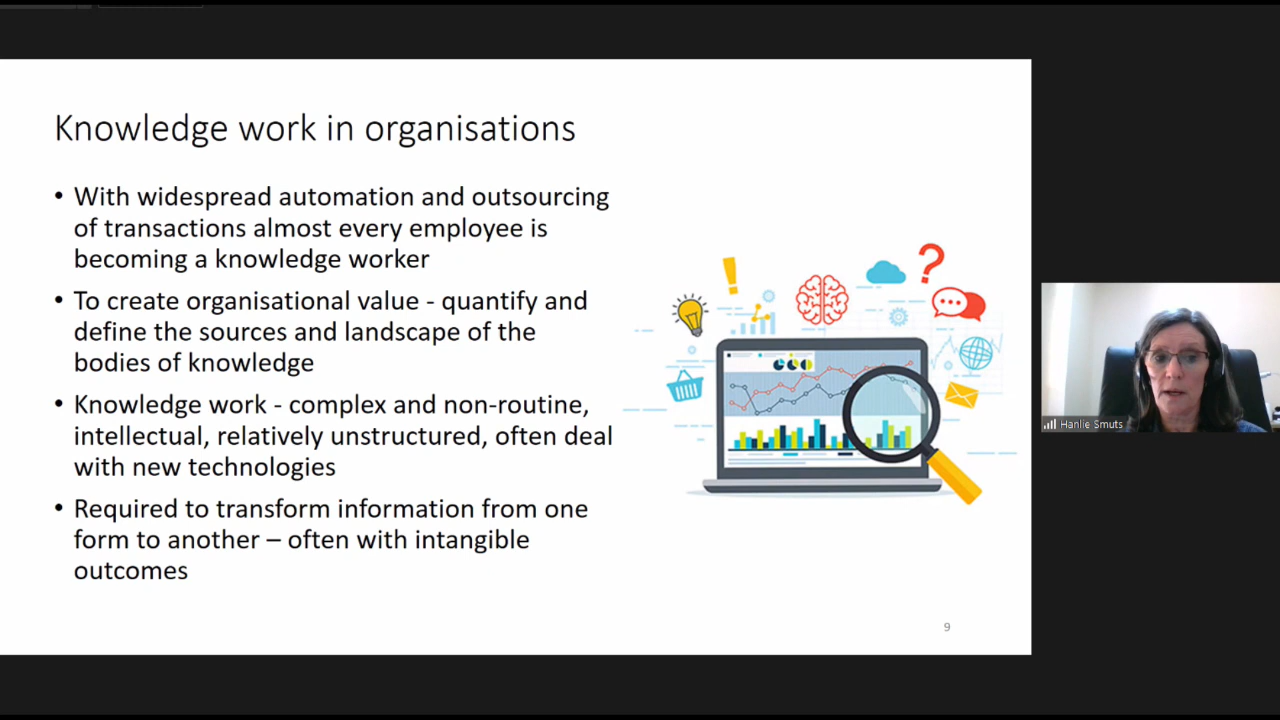 Knowledge work in organisations
• With widespread automation and outsourcing
of transactions almost every employee is
becoming a knowledge worker
• To create organisational value - quantify and
define the sources and landscape of the
bodies of knowledge
• Knowledge work - complex and non-routine,
intellectual, relatively unstructured, often deal
with new technologies
• Required to transform information from one
form to another – often with intangible
outcomes
9
Hanlie Smuts